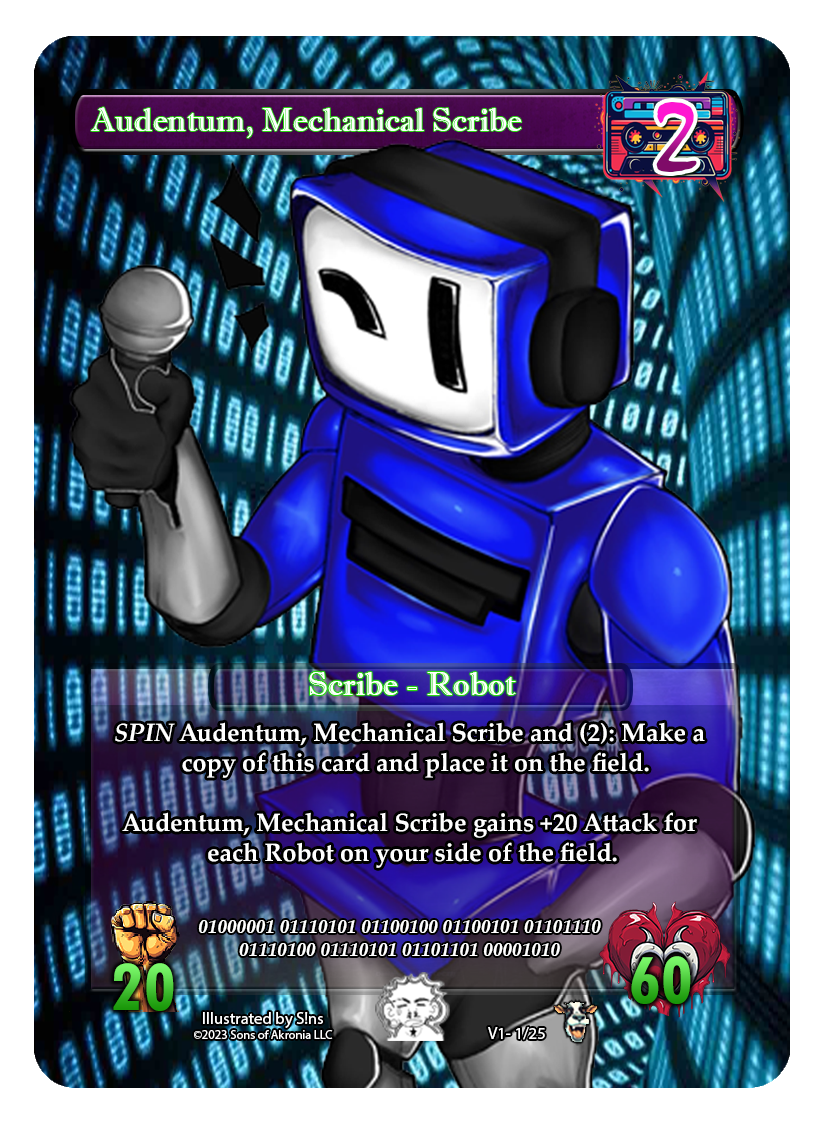 Audentum, Mechanical Scribe
2
Scribe - Robot
SPIN Audentum, Mechanical Scribe and (2): Make a
copy of this card and place it on the field.
Audentum, Mechanical Scribe gains +20 Attack for
each Robot on your side of the field.
01000001 01110101 01100100 01100101 01101110
01110100 01110101 01101101 00001010
20
60
Illustrated by S!ns
©2023 Sons of Akronia LLC
V1- 1/25